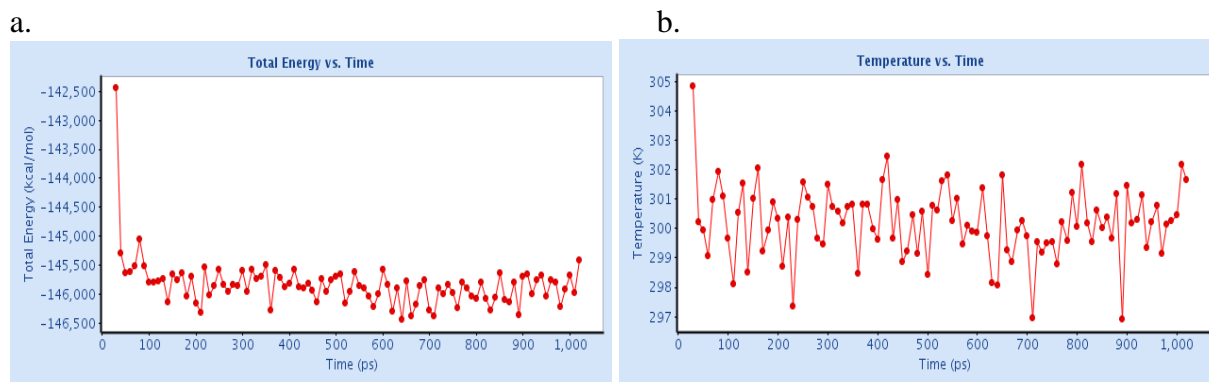 a.
b.
Total Energy vs. Time
Total Energy (kcal/mol)
−142,500
−143,000
−143,500
−144,000
−144,500
−145,000
−145,500
−146,000
−146,500
0 100 200 300 400 500 600 700 800 900 1,000
Time (ps)
Temperature vs. Time
Temperature (K)
305
304
303
302
301
300
299
298
297
0 100 200 300 400 500 600 700 800 900 1,000
Time (ps)